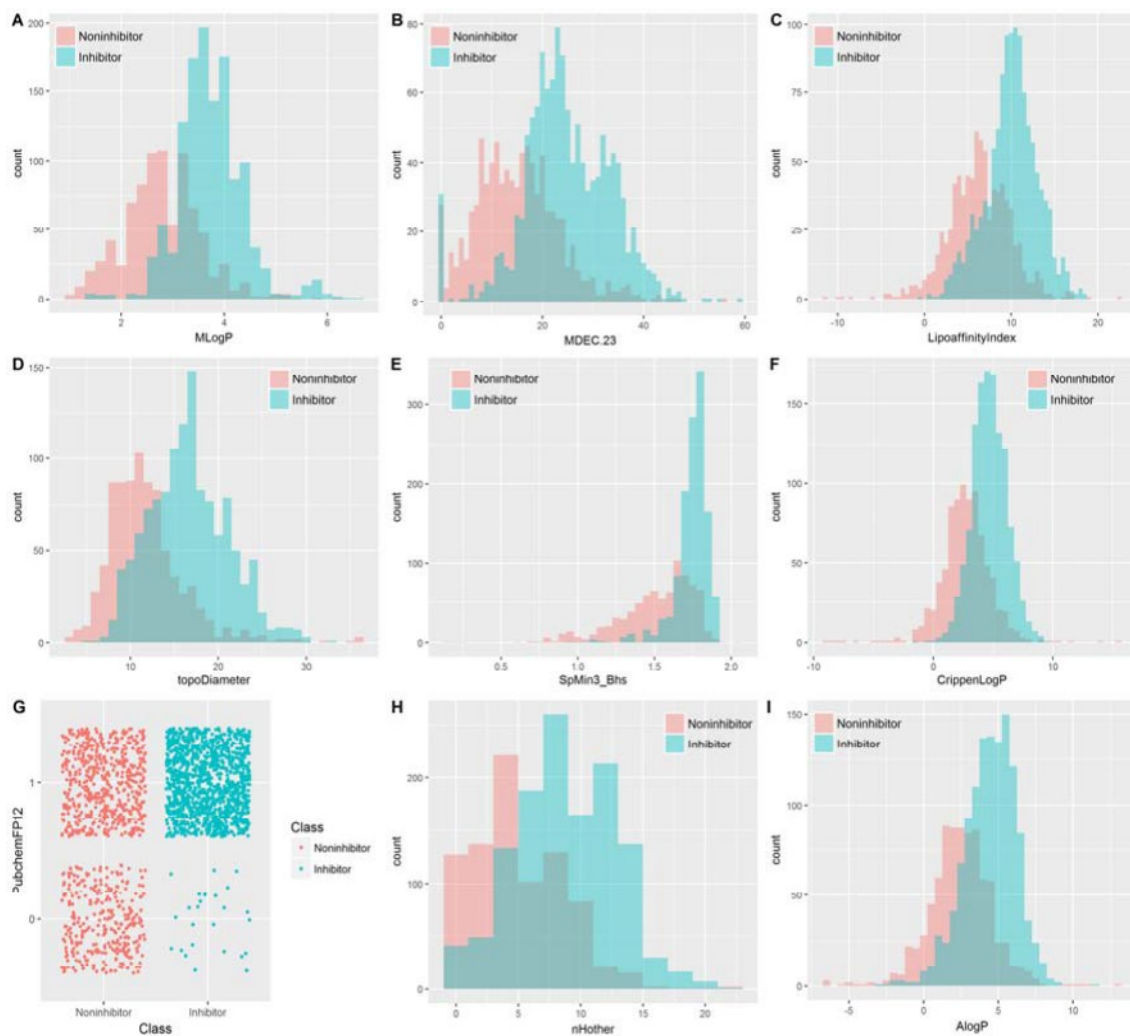 A
Noninhibitor
Inhibitor
200
150
100
50
0
count
2
4
6
MLogP
B
Noninhibitor
Inhibitor
80
60
40
20
0
count
0
20
40
60
MDEC.23
C
Noninhibitor
Inhibitor
100
75
50
25
0
count
-10
0
10
20
LipoaffinityIndex
D
Noninhibitor
Inhibitor
150
100
50
0
count
10
20
30
topoDiameter
E
Noninhibitor
Inhibitor
300
200
100
0
count
0.5
1.0
1.5
2.0
SpMin3_Bhs
F
Noninhibitor
Inhibitor
150
100
50
0
count
-10
0
10
CrippenLogP
G
PubchemFP12
1
0
Noninhibitor
Inhibitor
Class
Class
Noninhibitor
Inhibitor
H
Noninhibitor
Inhibitor
200
100
0
count
0
5
10
15
20
nHother
I
Noninhibitor
Inhibitor
150
100
50
0
count
-5
0
5
10
AlogP